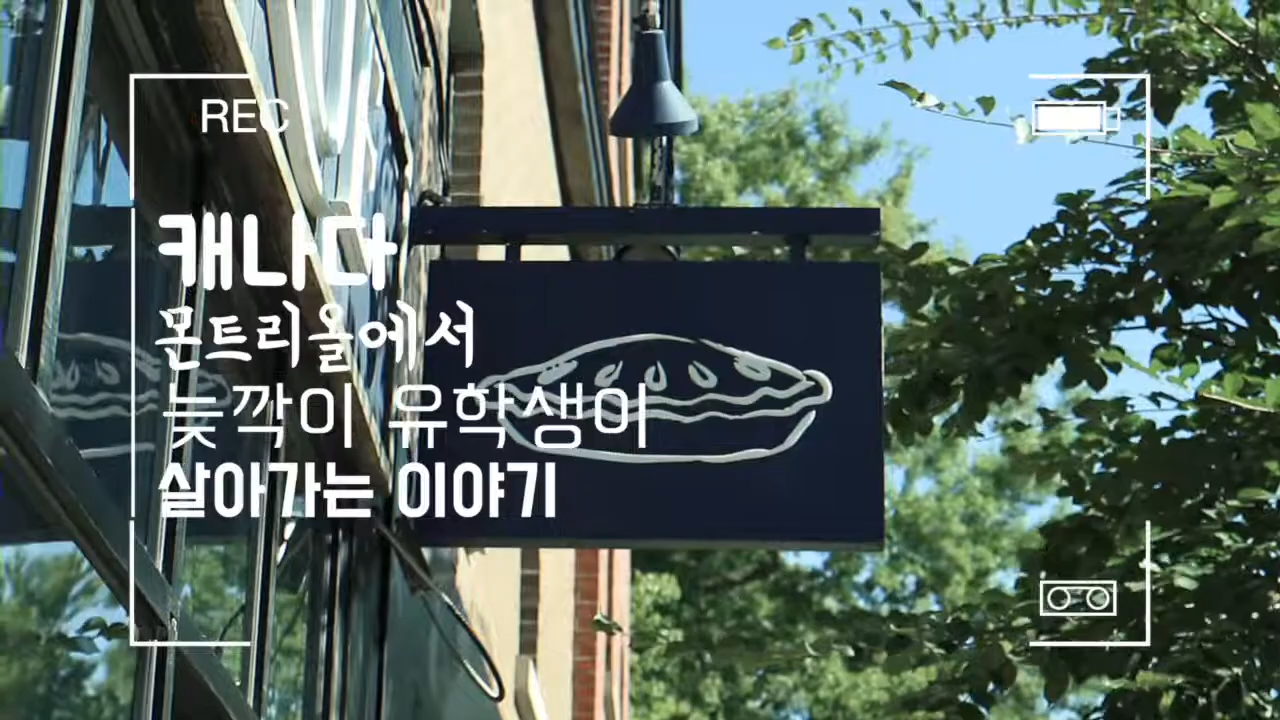 REC
캐나다
몬트리올에서
늦깍이 유학생이
살아가는 이야기